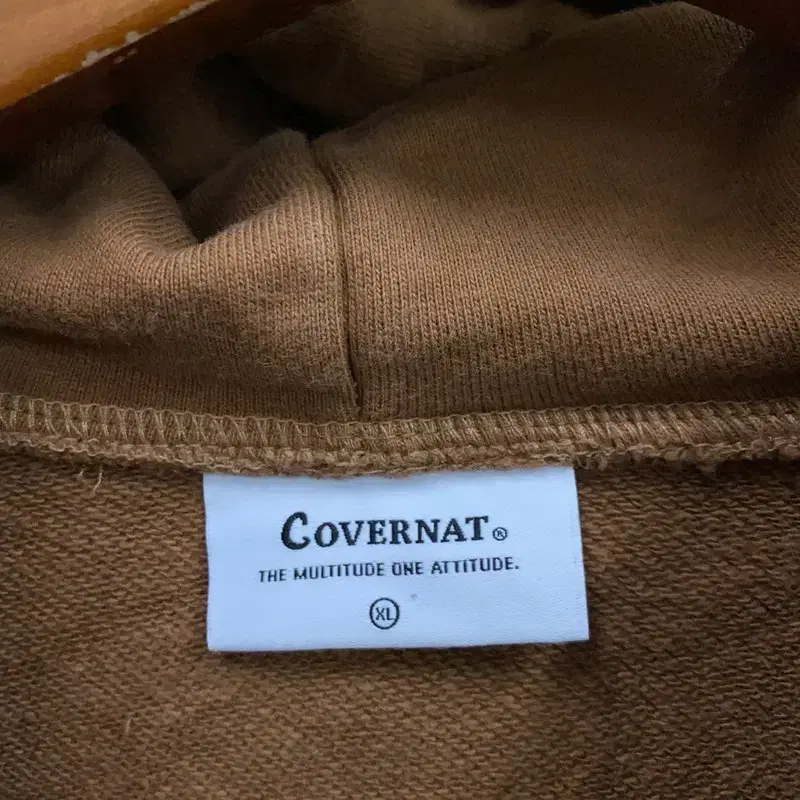 COVERNAT®
THE MULTITUDE ONE ATTITUDE.
XL